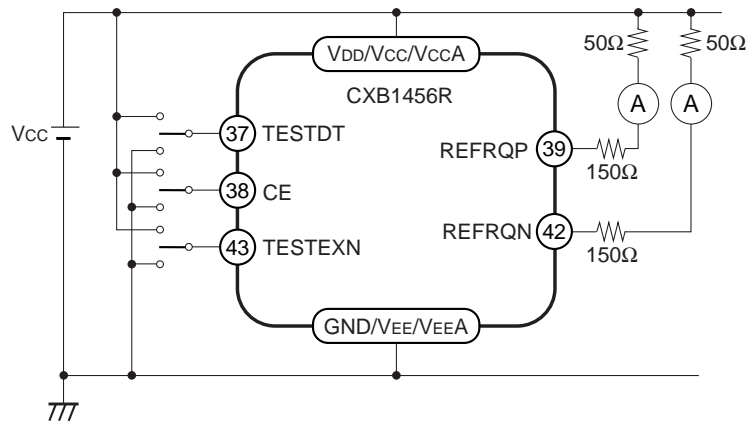 50Ω
50Ω
VDD/VCC/VCCA
CXB1456R
A
A
VCC
37
TESTDT
REFRQP
39
150Ω
38
CE
REFRQN
42
43
TESTEXN
150Ω
GND/VEE/VEEA